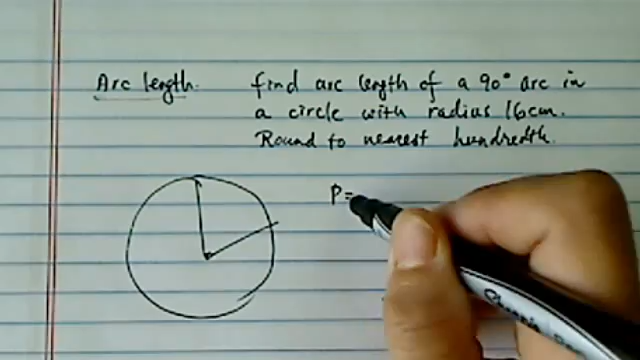 Arc length. find arc length of a 90° arc in
a circle with radius 16cm.
Round to nearest hundredth.
P=